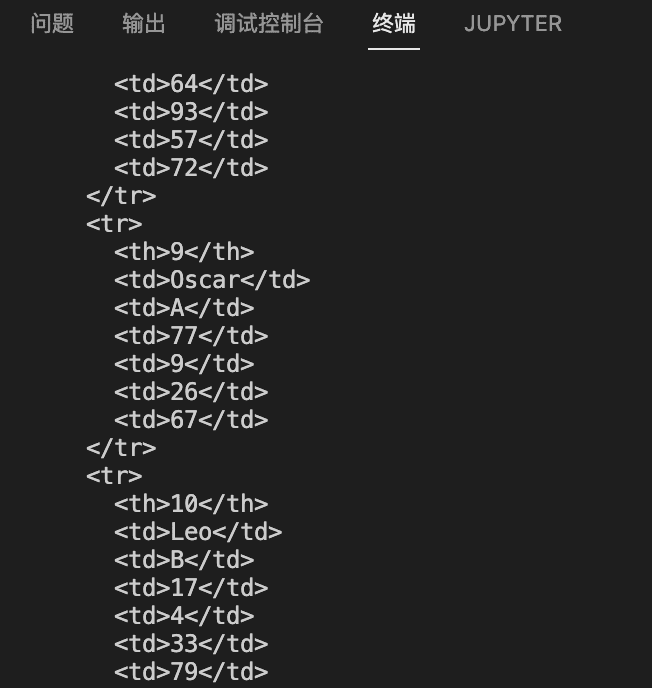 问题 输出 调试控制台 终端 JUPYTER
<td>64</td>
<td>93</td>
<td>57</td>
<td>72</td>
</tr>
<tr>
<th>9</th>
<td>Oscar</td>
<td>A</td>
<td>77</td>
<td>9</td>
<td>26</td>
<td>67</td>
</tr>
<tr>
<th>10</th>
<td>Leo</td>
<td>B</td>
<td>17</td>
<td>4</td>
<td>33</td>
<td>79</td>